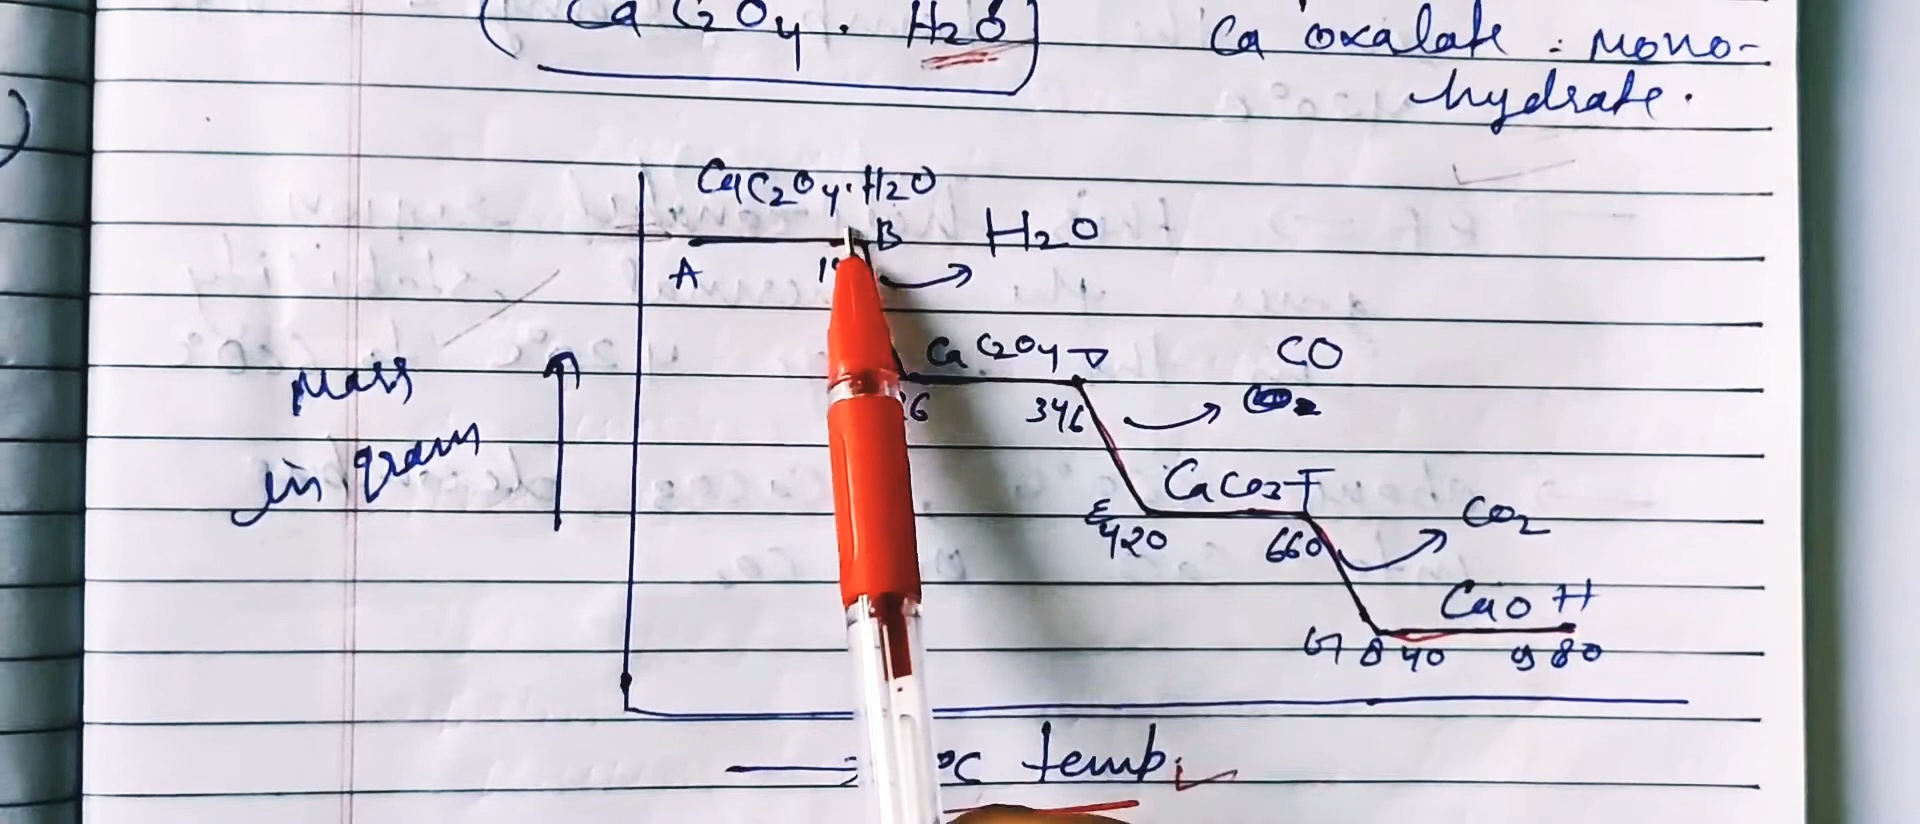 (CaC2O4 . H2O)
Ca oxalate . Mono-
hydrate.
CaC2O4.H2O
A
B
H2O
CaC2O4 D
CO
346
Mass
in gram
CaCO3 F
CO2
E
420
660
CaO H
G 840
980
°C temp.